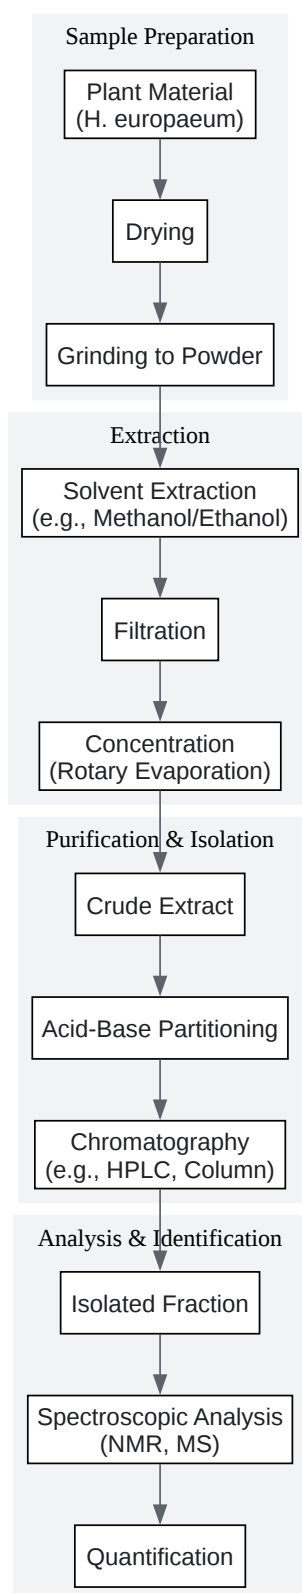 Sample Preparation
Plant Material
(H. europaeum)
Drying
Grinding to Powder
Extraction
Solvent Extraction
(e.g., Methanol/Ethanol)
Filtration
Concentration
(Rotary Evaporation)
Purification & Isolation
Crude Extract
Acid-Base Partitioning
Chromatography
(e.g., HPLC, Column)
Analysis & Identification
Isolated Fraction
Spectroscopic Analysis
(NMR, MS)
Quantification